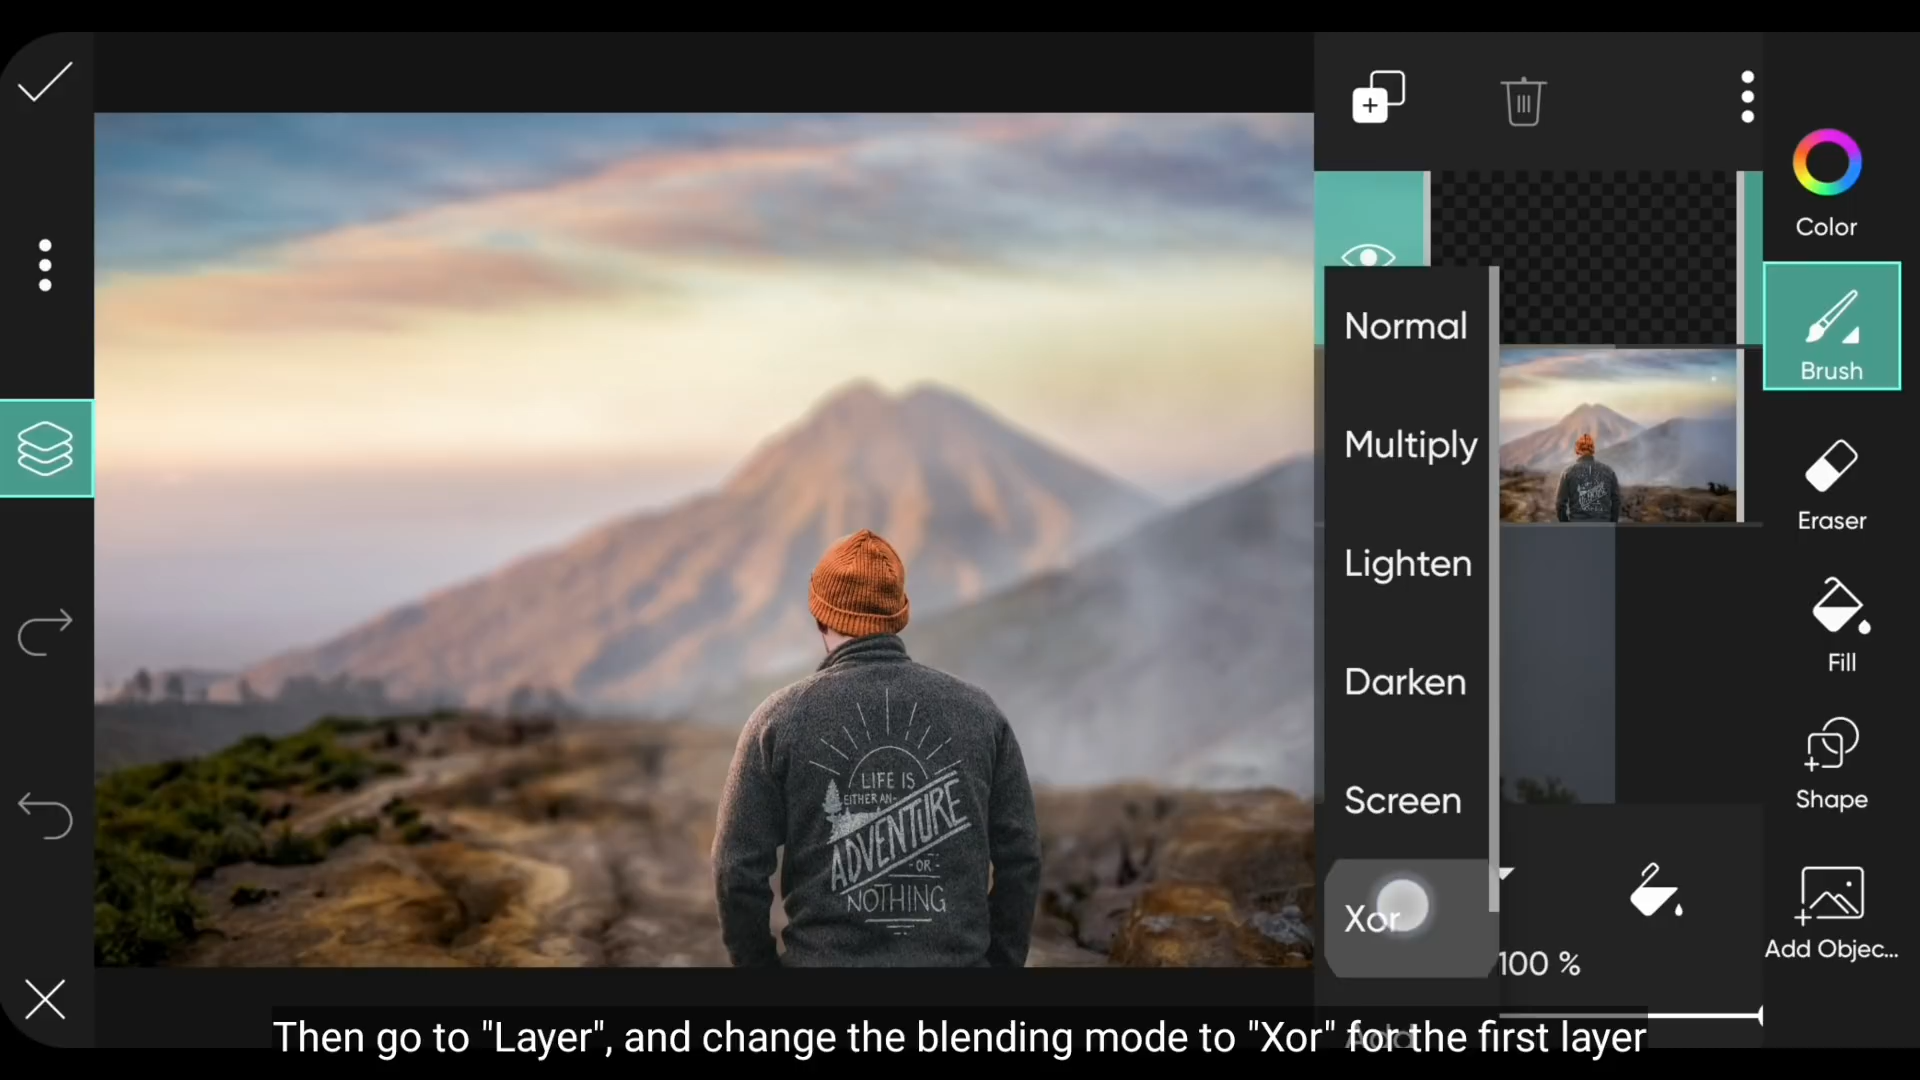 Color
Brush
Eraser
Fill
Shape
Add Objec...
Normal
Multiply
Lighten
Darken
Screen
Xor
Add
100 %
LIFE IS
EITHER AN
ADVENTURE
-OR-
NOTHING
Then go to "Layer", and change the blending mode to "Xor" for the first layer